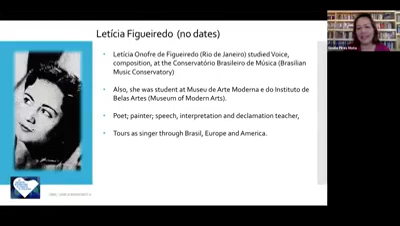 Letícia Figueiredo (no dates)
• Letícia Onofre de Figueiredo (Rio de Janeiro) studied Voice,
composition, at the Conservatório Brasileiro de Música (Brasilian
Music Conservatory)
• Also, she was student at Museu de Arte Moderna e do Instituto de
Belas Artes (Museum of Modern Arts).
• Poet; painter; speech, interpretation and declamation teacher,
• Tours as singer through Brasil, Europe and America.